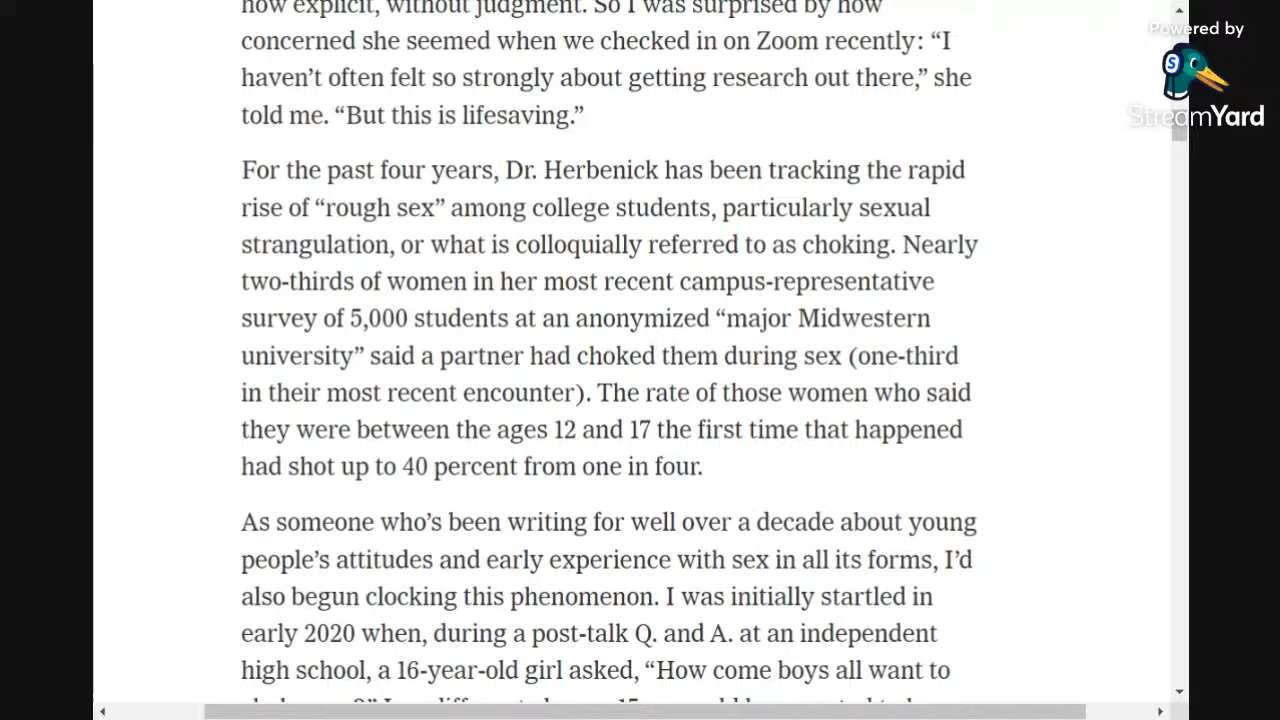 how explicit, without judgment. So I was surprised by how
concerned she seemed when we checked in on Zoom recently: “I
haven’t often felt so strongly about getting research out there,” she
told me. “But this is lifesaving.”
For the past four years, Dr. Herbenick has been tracking the rapid
rise of “rough sex” among college students, particularly sexual
strangulation, or what is colloquially referred to as choking. Nearly
two-thirds of women in her most recent campus-representative
survey of 5,000 students at an anonymized “major Midwestern
university” said a partner had choked them during sex (one-third
in their most recent encounter). The rate of those women who said
they were between the ages 12 and 17 the first time that happened
had shot up to 40 percent from one in four.
As someone who’s been writing for well over a decade about young
people’s attitudes and early experience with sex in all its forms, I’d
also begun clocking this phenomenon. I was initially startled in
early 2020 when, during a post-talk Q. and A. at an independent
high school, a 16-year-old girl asked, “How come boys all want to
Powered by
S
StreamYard